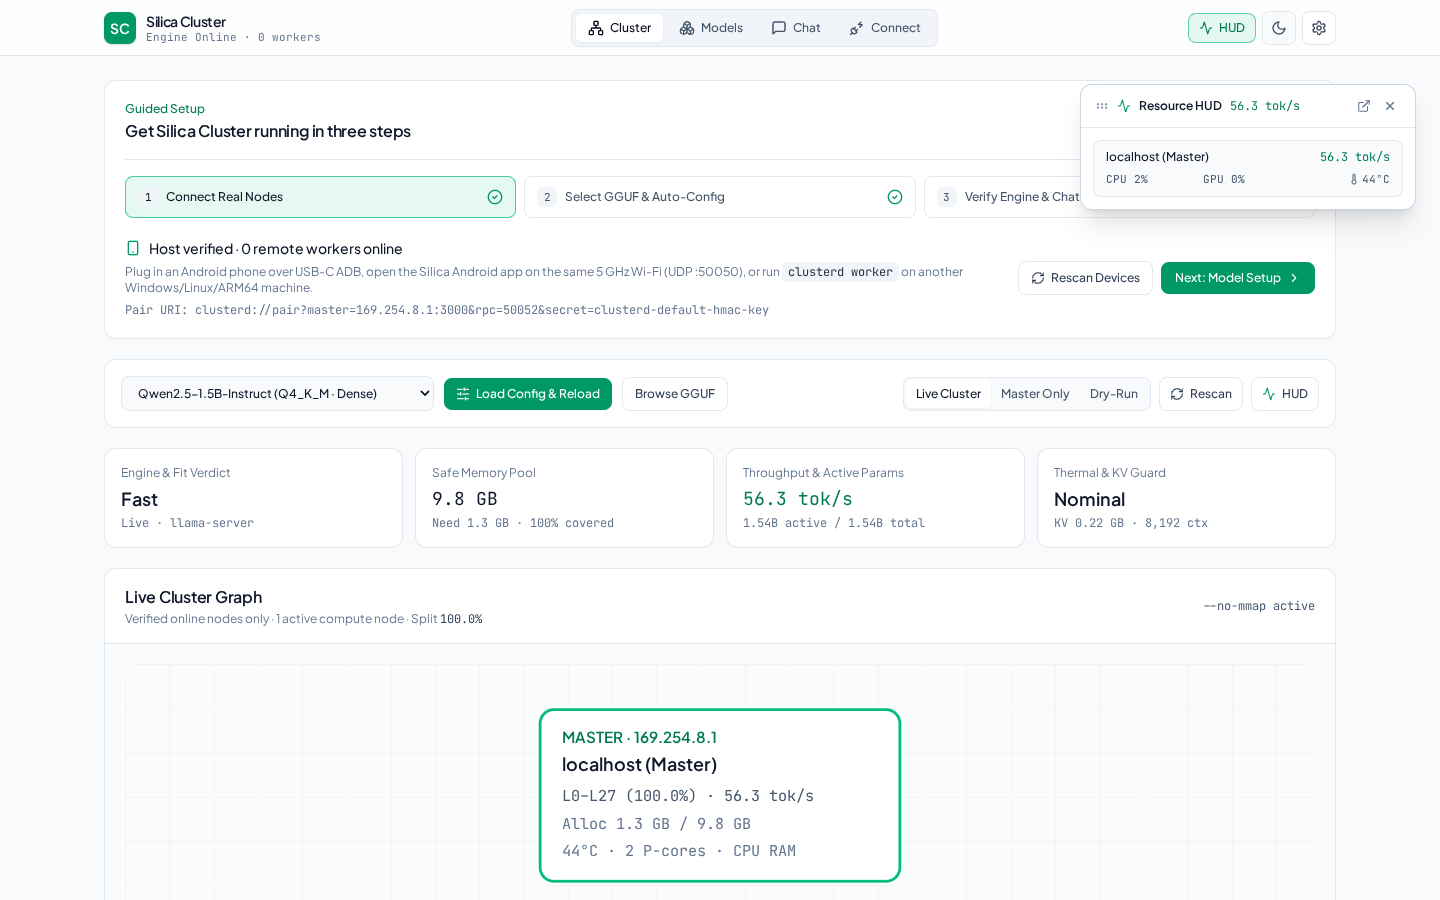 SC
Silica Cluster
Engine Online · 0 workers
Cluster
Models
Chat
Connect
HUD
Guided Setup
Get Silica Cluster running in three steps
Resource HUD 56.3 tok/s
localhost (Master) 56.3 tok/s
CPU 2% GPU 0% 44°C
1 Connect Real Nodes
2 Select GGUF & Auto-Config
3 Verify Engine & Chat
Host verified · 0 remote workers online
Plug in an Android phone over USB-C ADB, open the Silica Android app on the same 5 GHz Wi-Fi (UDP :50050), or run clusterd worker on another
Windows/Linux/ARM64 machine.
Pair URI: clusterd://pair?master=169.254.8.1:3000&rpc=50052&secret=clusterd-default-hmac-key
Rescan Devices
Next: Model Setup
Qwen2.5-1.5B-Instruct (Q4_K_M · Dense)
Load Config & Reload
Browse GGUF
Live Cluster
Master Only
Dry-Run
Rescan
HUD
Engine & Fit Verdict
Fast
Live · llama-server
Safe Memory Pool
9.8 GB
Need 1.3 GB · 100% covered
Throughput & Active Params
56.3 tok/s
1.54B active / 1.54B total
Thermal & KV Guard
Nominal
KV 0.22 GB · 8,192 ctx
Live Cluster Graph
Verified online nodes only · 1 active compute node · Split 100.0%
--no-mmap active
MASTER · 169.254.8.1
localhost (Master)
L0–L27 (100.0%) · 56.3 tok/s
Alloc 1.3 GB / 9.8 GB
44°C · 2 P-cores · CPU RAM